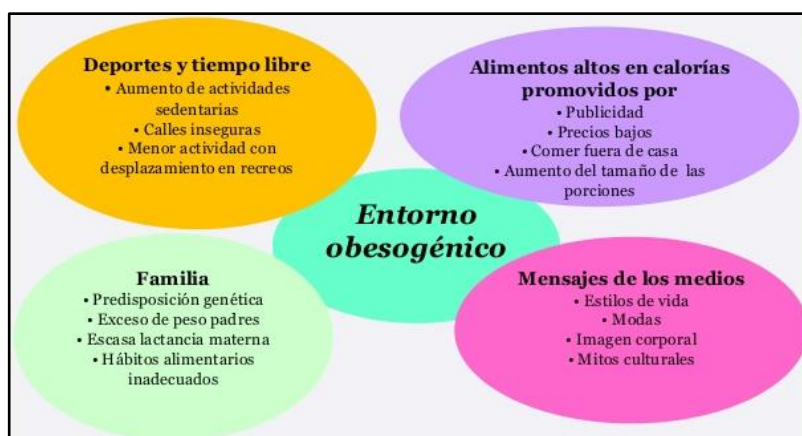 Deportes y tiempo libre
• Aumento de actividades
sedentarias
• Calles inseguras
• Menor actividad con
desplazamiento en recreos
Alimentos altos en calorías
promovidos por
• Publicidad
• Precios bajos
• Comer fuera de casa
• Aumento del tamaño de las
porciones
Entorno
obesogénico
Familia
• Predisposición genética
• Exceso de peso padres
• Escasa lactancia materna
• Hábitos alimentarios
inadecuados
Mensajes de los medios
• Estilos de vida
• Modas
• Imagen corporal
• Mitos culturales